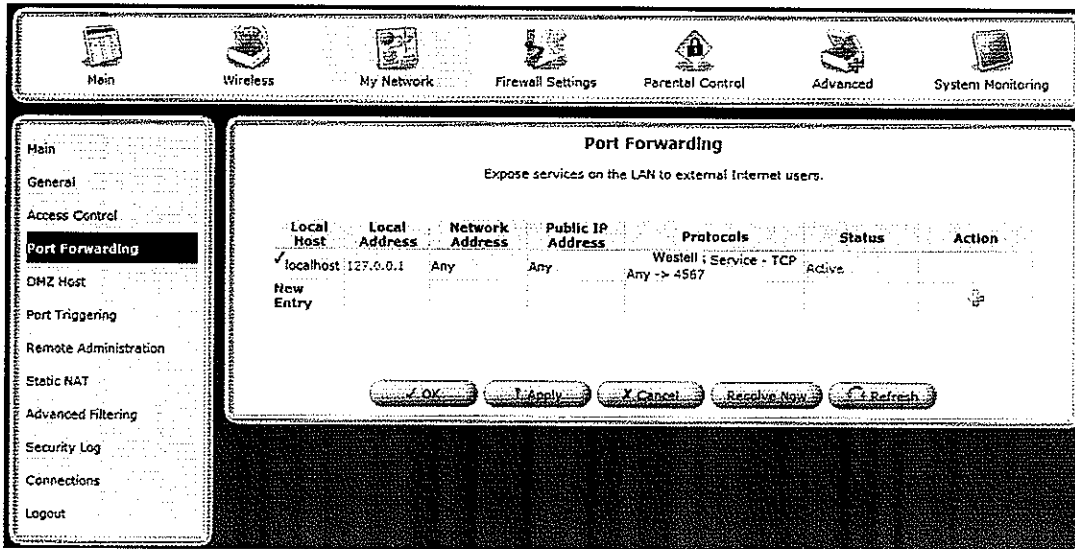 Main
Wireless
My Network
Firewall Settings
Parental Control
Advanced
System Monitoring
Main
General
Access Control
Port Forwarding
DMZ Host
Port Triggering
Remote Administration
Static NAT
Advanced Filtering
Security Log
Connections
Logout
Port Forwarding
Expose services on the LAN to external Internet users.
Local Host Local Address Network Address Public IP Address Protocols Status Action
localhost 127.0.0.1 Any Any Westell ; Service - TCP Any -> 4567 Active
New Entry
OK Apply Cancel Resolve Now Refresh